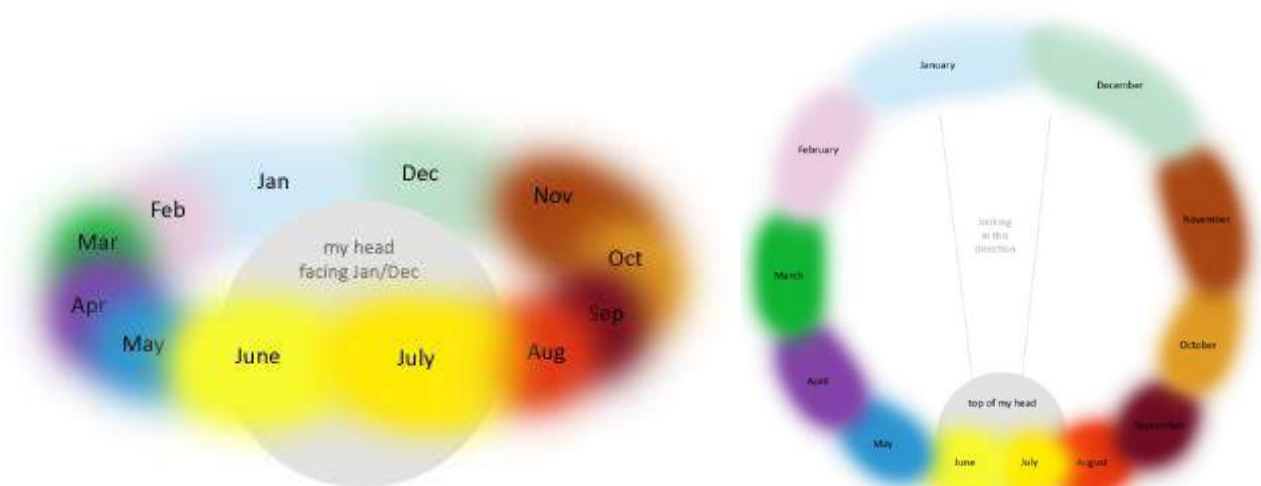 Jan
Dec
Feb
Nov
Mar
my head
facing Jan/Dec
Oct
Apr
Sep
May
June
July
Aug
January
December
February
November
looking
in this
direction
March
October
April
top of my head
September
May
June
July
August